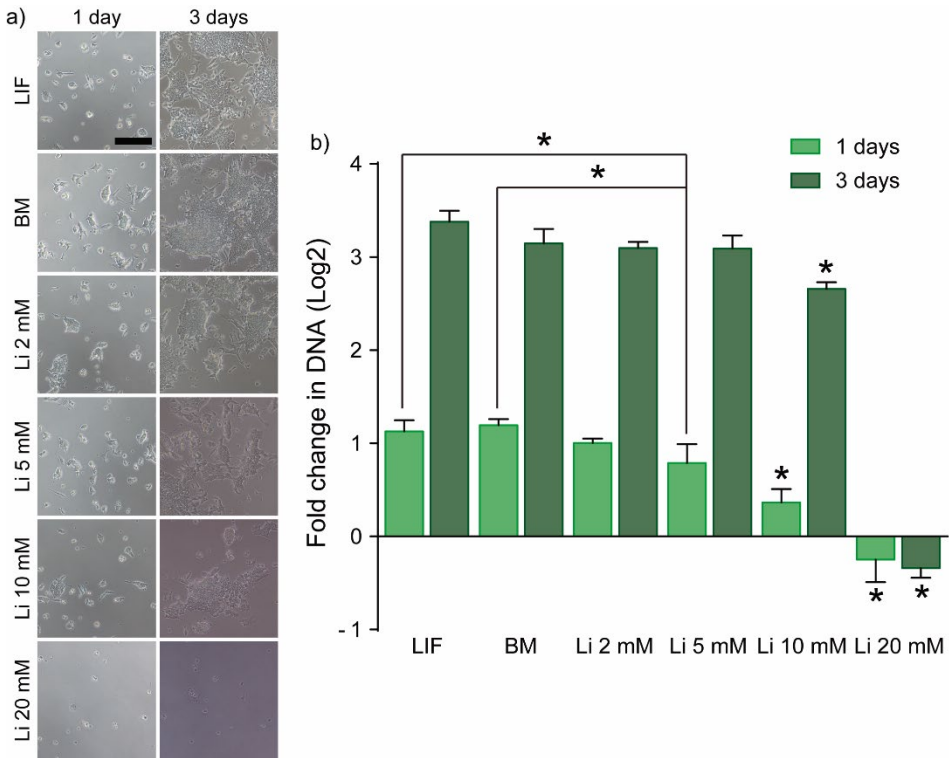 a)
1 day
3 days
LIF
BM
Li 2 mM
Li 5 mM
Li 10 mM
Li 20 mM
b)
Fold change in DNA (Log2)
4
3
2
1
0
- 1
*
*
*
*
*
*
1 days
3 days
LIF
BM
Li 2 mM
Li 5 mM
Li 10 mM
Li 20 mM